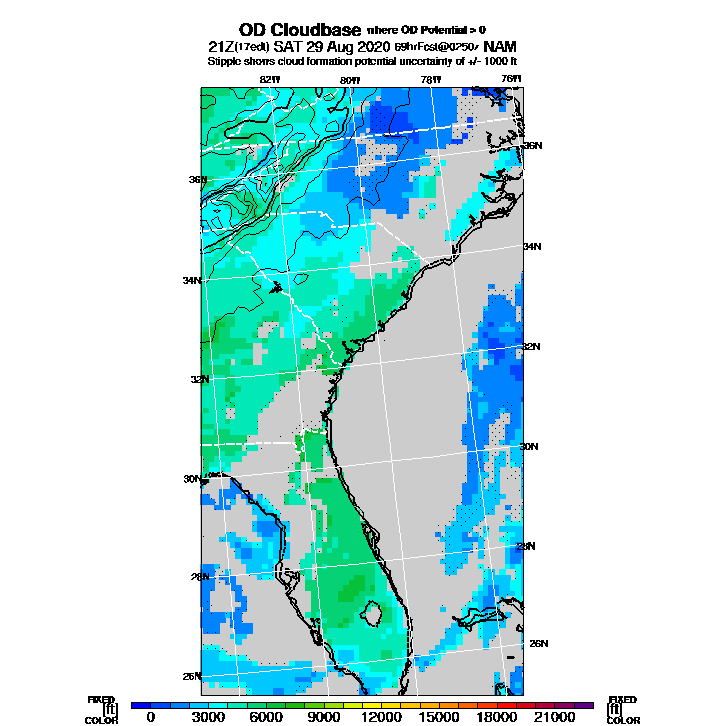 OD Cloudbase where OD Potential > 0
21Z(17edt) SAT 29 Aug 2020 69hrFcst@0250z NAM
Stipple shows cloud formation potential uncertainty of +/- 1000 ft
82W 80W 78W 76W
36N
36N
34N
34N
32N
32N
30N
30N
28N
28N
26N
26N
FIXED FIXED
[ft] [ft]
COLOR 0 3000 6000 9000 12000 15000 18000 21000 COLOR